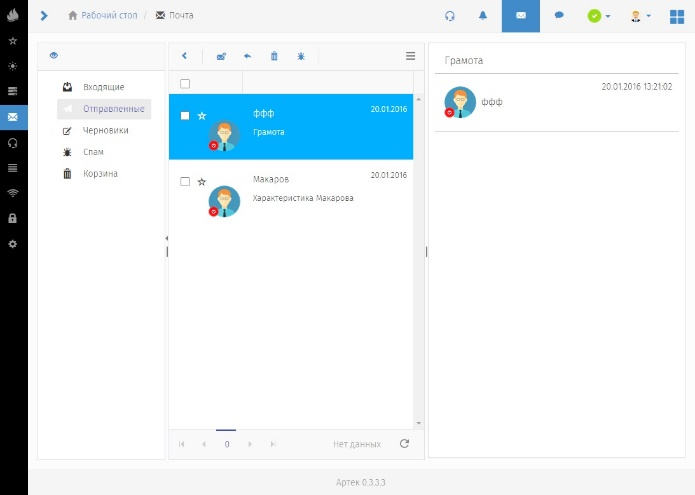 Рабочий стоп / Почта
Входящие
Отправленные
Черновики
Спам
Корзина
ффф 20.01.2016
Грамота
Макаров 20.01.2016
Характеристика Макарова
0 Нет данных
Грамота
20.01.2016 13:21:02
ффф
Артек 0.3.3.3